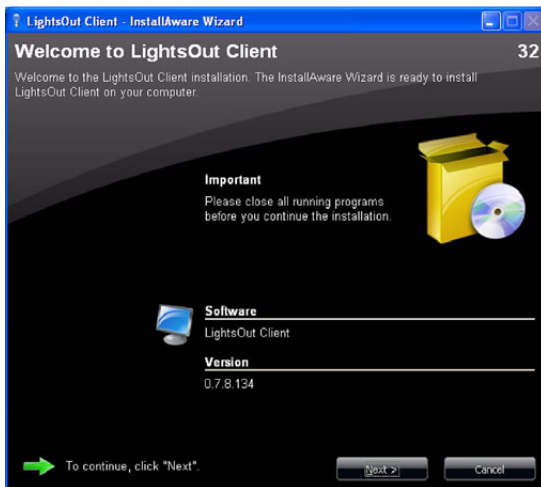 LightsOut Client - InstallAware Wizard
Welcome to LightsOut Client
32
Welcome to the LightsOut Client installation. The InstallAware Wizard is ready to install
LightsOut Client on your computer.
Important
Please close all running programs
before you continue the installation.
Software
LightsOut Client
Version
0.7.8.134
To continue, click "Next".
Next >
Cancel